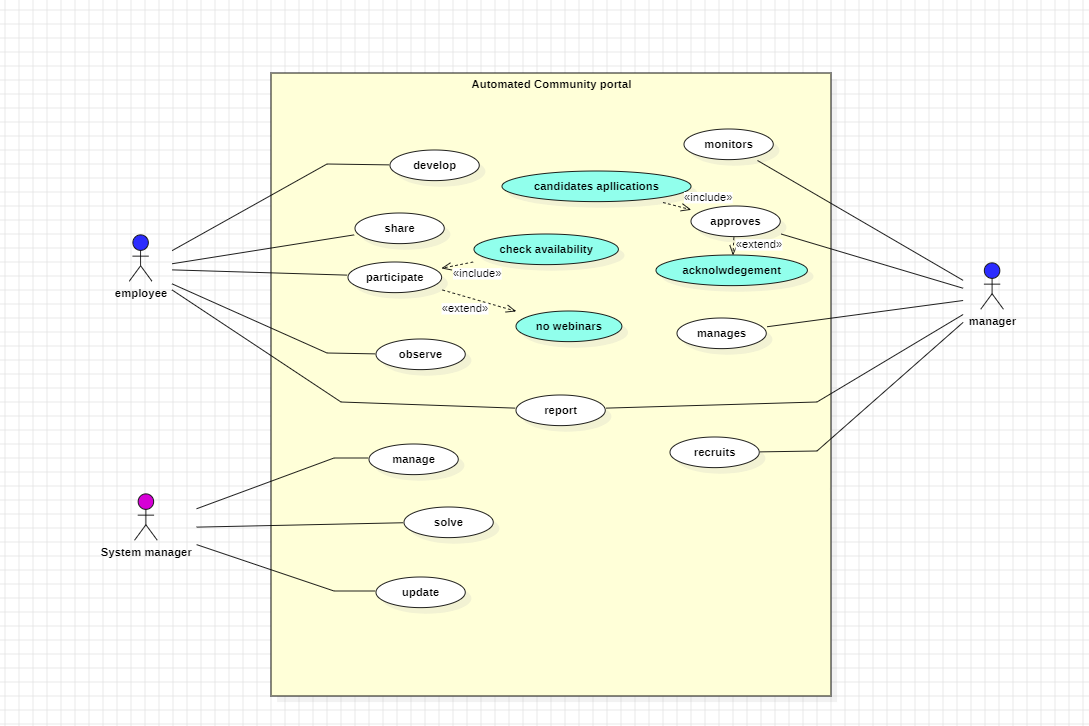 Automated Community portal
monitors
develop
candidates apllications
«include»
approves
share
«extend»
check availability
acknolwdegement
«include»
participate
employee
«extend»
manager
no webinars
manages
observe
report
manage
recruits
solve
System manager
update